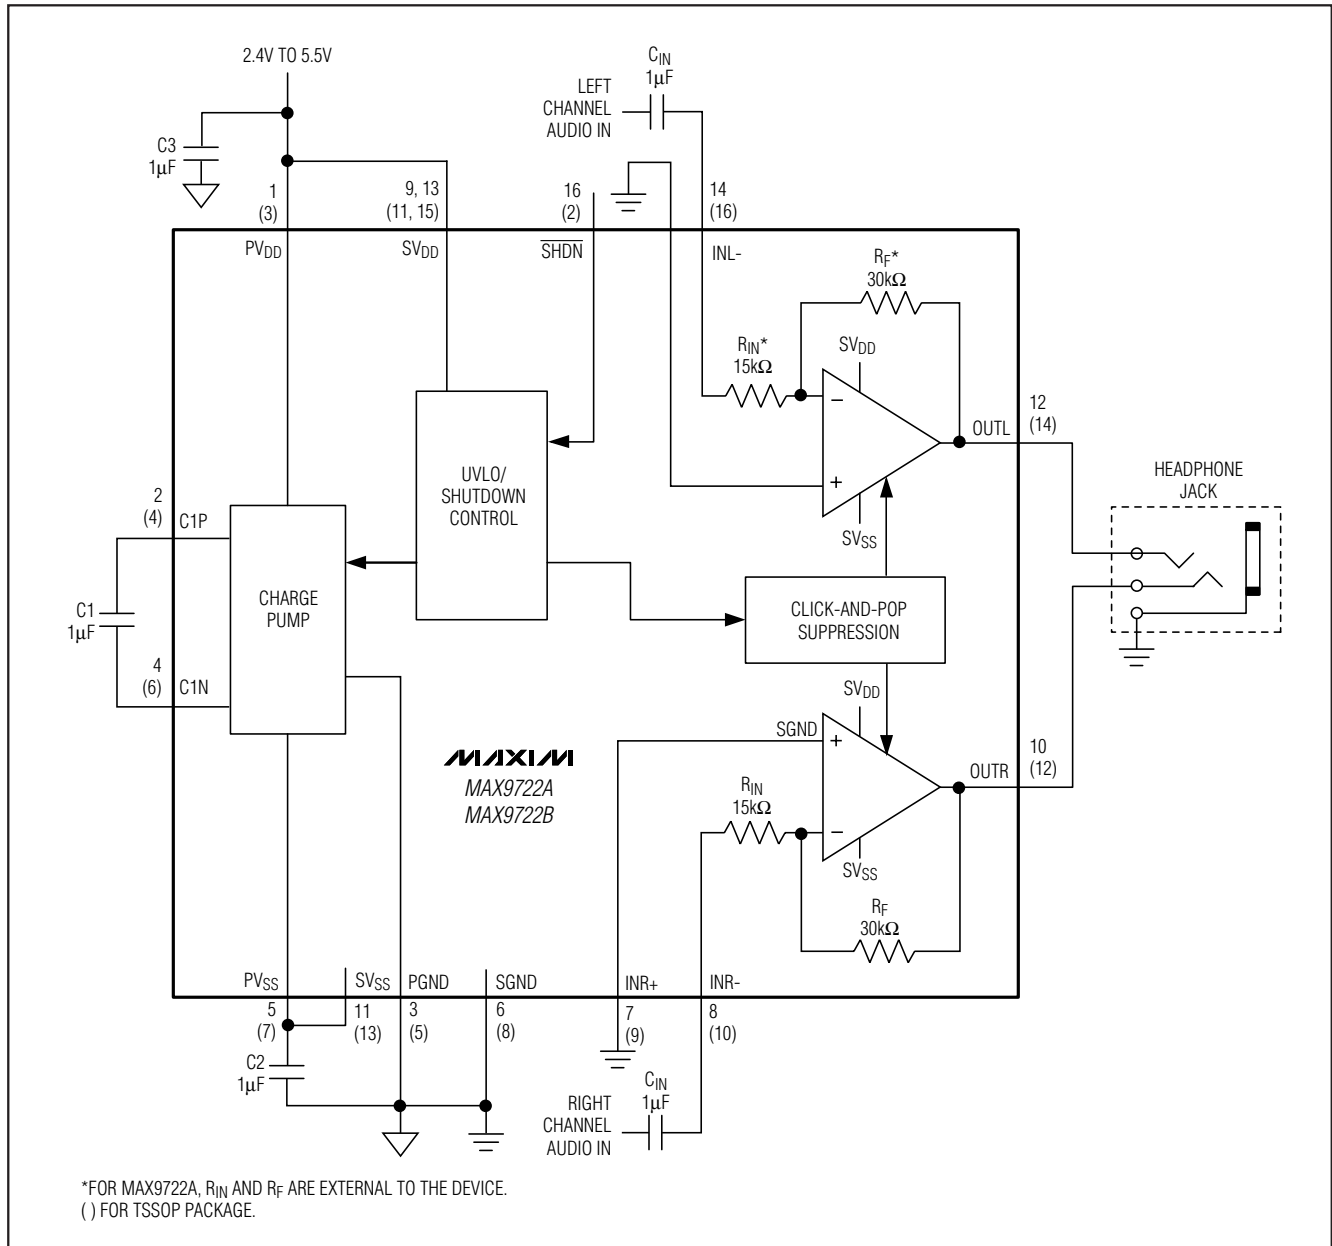 2.4V TO 5.5V
CIN
1µF
LEFT
CHANNEL
AUDIO IN
C3
1µF
1
(3)
9, 13
(11, 15)
16
(2)
14
(16)
PVDD
SVDD
SHDN
INL-
RF*
30kΩ
RIN*
15kΩ
SVDD
−
+
SVSS
OUTL
12
(14)
HEADPHONE
JACK
UVLO/
SHUTDOWN
CONTROL
2
(4)
C1P
C1
1µF
CHARGE
PUMP
4
(6)
C1N
CLICK-AND-POP
SUPPRESSION
SVDD
SGND
+
−
SVSS
OUTR
10
(12)
MAXIM
MAX9722A
MAX9722B
RIN
15kΩ
RF
30kΩ
PVSS
SVSS
PGND
SGND
INR+
INR-
5
(7)
11
(13)
3
(5)
6
(8)
7
(9)
8
(10)
C2
1µF
CIN
1µF
RIGHT
CHANNEL
AUDIO IN
*FOR MAX9722A, RIN AND RF ARE EXTERNAL TO THE DEVICE.
( ) FOR TSSOP PACKAGE.